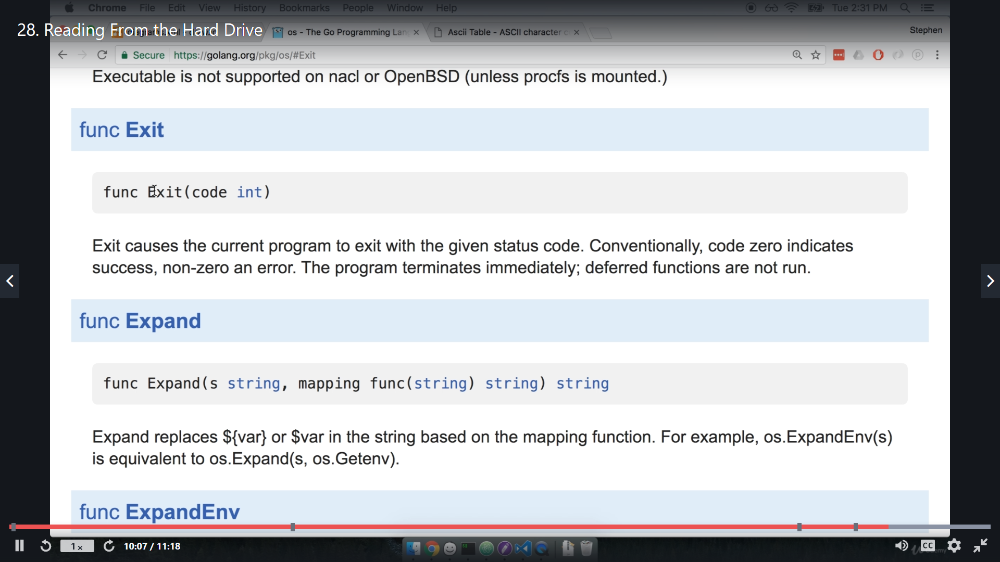 Chrome File Edit View History Bookmarks People Window Help Tue 2:31 PM
28. Reading From the Hard Drive
os - The Go Programming Lang
Ascii Table - ASCII character c
Stephen
Secure https://golang.org/pkg/os/#Exit
Executable is not supported on nacl or OpenBSD (unless procfs is mounted.)
func Exit
func Exit(code int)
Exit causes the current program to exit with the given status code. Conventionally, code zero indicates
success, non-zero an error. The program terminates immediately; deferred functions are not run.
func Expand
func Expand(s string, mapping func(string) string) string
Expand replaces ${var} or $var in the string based on the mapping function. For example, os.ExpandEnv(s)
is equivalent to os.Expand(s, os.Getenv).
func ExpandEnv
1x 10:07 / 11:18 CC